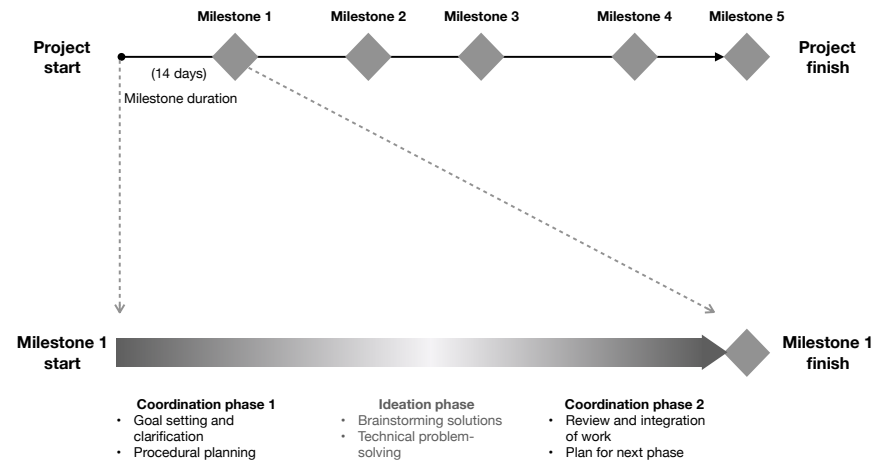 Milestone 1
Milestone 2
Milestone 3
Milestone 4
Milestone 5
Project
start
Project
finish
(14 days)
Milestone duration
Milestone 1
start
Milestone 1
finish
Coordination phase 1
• Goal setting and
clarification
• Procedural planning
Ideation phase
• Brainstorming solutions
• Technical problem-
solving
Coordination phase 2
• Review and integration
of work
• Plan for next phase